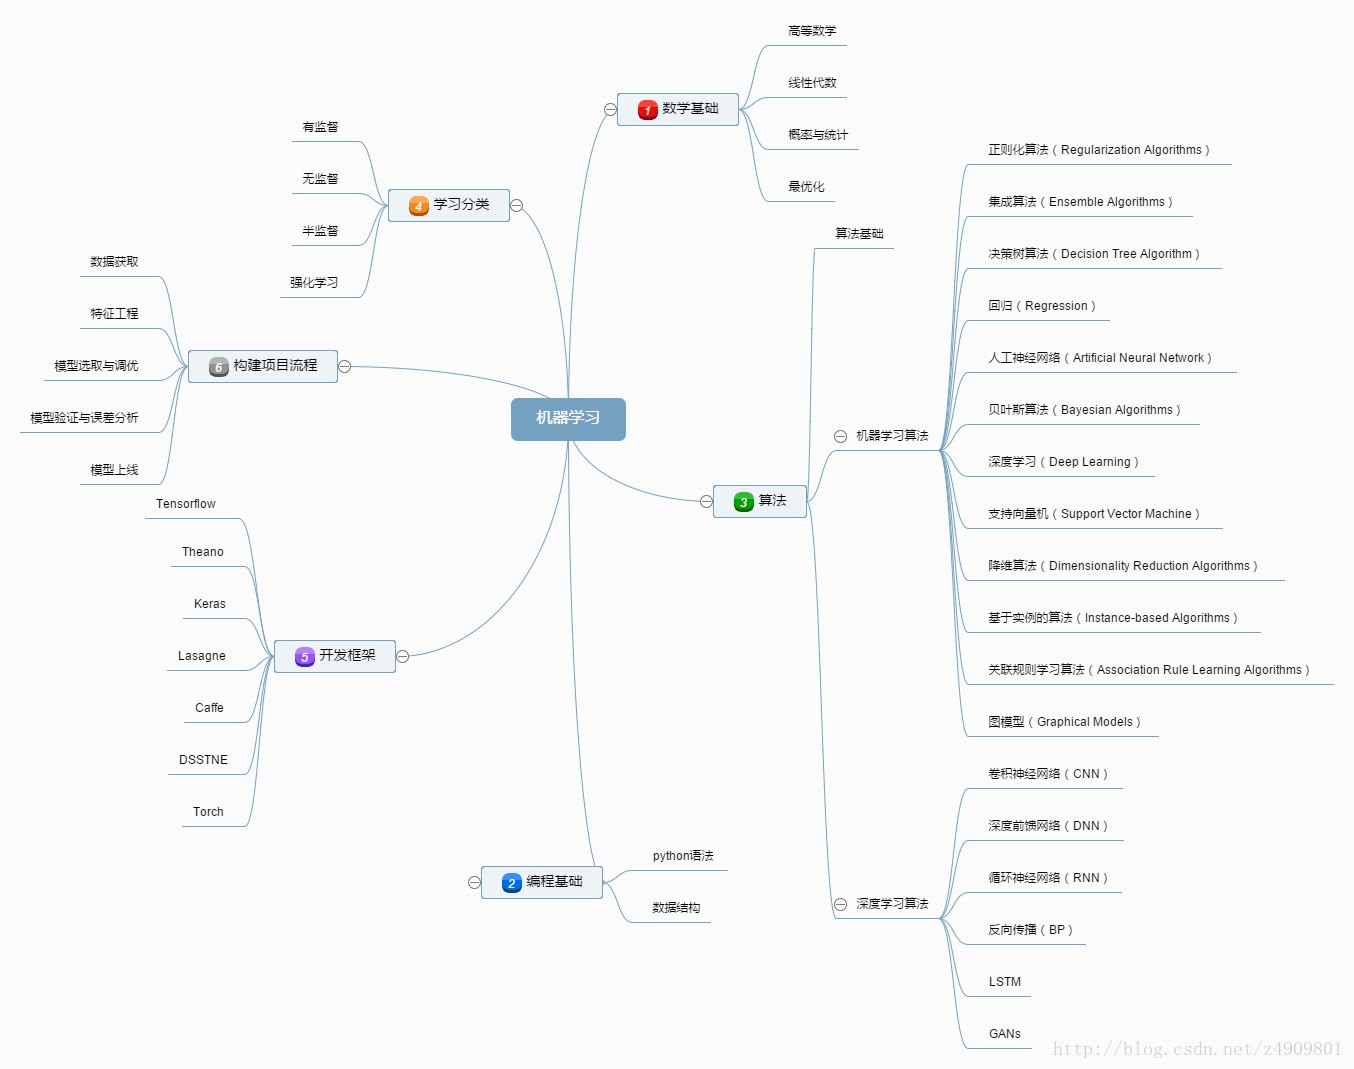 机器学习
1 数学基础
高等数学
线性代数
概率与统计
最优化
2 编程基础
python语法
数据结构
3 算法
算法基础
机器学习算法
正则化算法（Regularization Algorithms）
集成算法（Ensemble Algorithms）
决策树算法（Decision Tree Algorithm）
回归（Regression）
人工神经网络（Artificial Neural Network）
贝叶斯算法（Bayesian Algorithms）
深度学习（Deep Learning）
支持向量机（Support Vector Machine）
降维算法（Dimensionality Reduction Algorithms）
基于实例的算法（Instance-based Algorithms）
关联规则学习算法（Association Rule Learning Algorithms）
图模型（Graphical Models）
深度学习算法
卷积神经网络（CNN）
深度前馈网络（DNN）
循环神经网络（RNN）
反向传播（BP）
LSTM
GANs
4 学习分类
有监督
无监督
半监督
强化学习
5 开发框架
Tensorflow
Theano
Keras
Lasagne
Caffe
DSSTNE
Torch
6 构建项目流程
数据获取
特征工程
模型选取与调优
模型验证与误差分析
模型上线
http://blog.csdn.net/z4909801